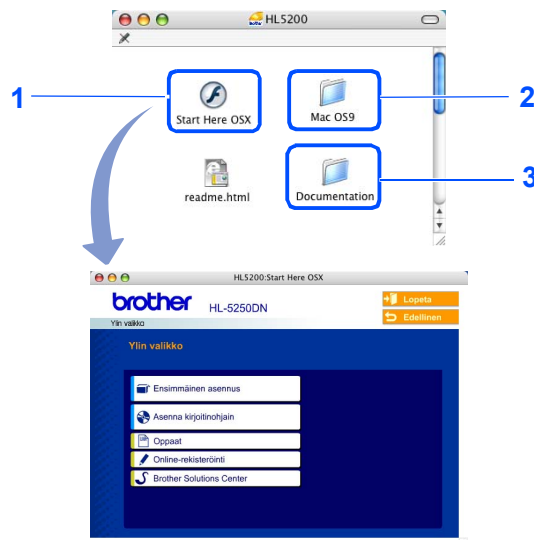 HL5200
1
2
Start Here OSX
Mac OS9
3
readme.html
Documentation
HL5200:Start Here OSX
brother
HL-5250DN
Lopeta
Edellinen
Ylin valikko
Ylin valikko
Ensimmäinen asennus
Asenna kirjoitinohjain
Oppaat
Online-rekisteröinti
Brother Solutions Center